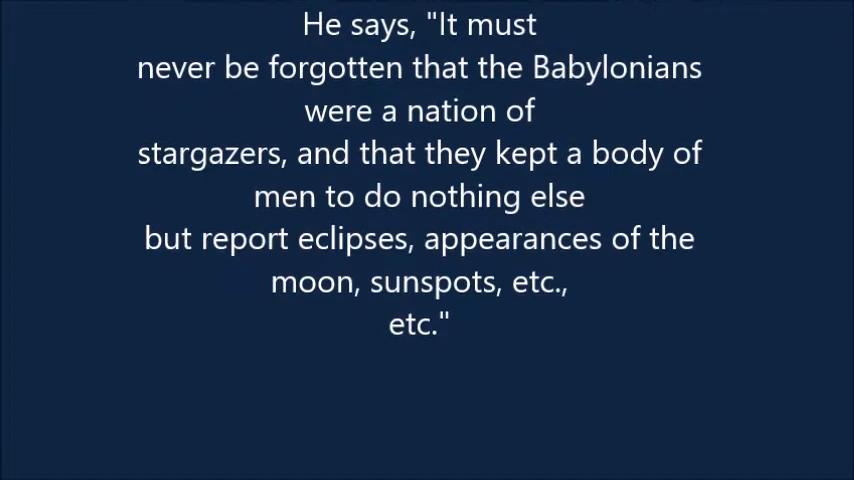 He says, "It must
never be forgotten that the Babylonians
were a nation of
stargazers, and that they kept a body of
men to do nothing else
but report eclipses, appearances of the
moon, sunspots, etc.,
etc."